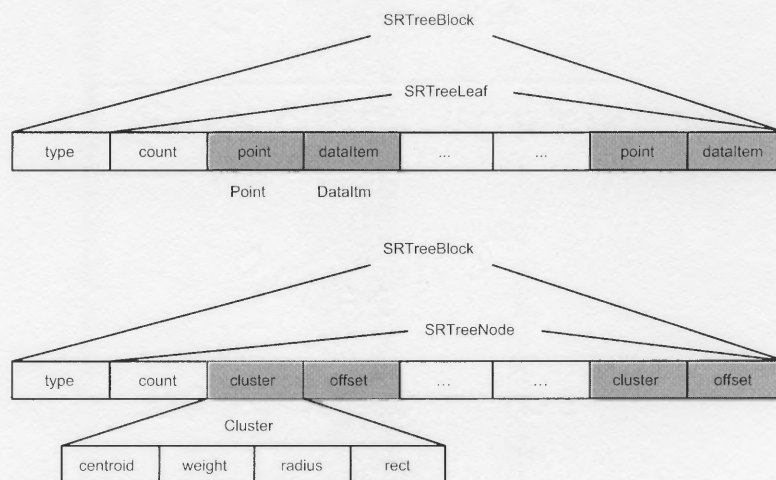 SRTreeBlock
SRTreeLeaf
type count point dataItem ... ... point dataItem
Point DataItm
SRTreeBlock
SRTreeNode
type count cluster offset ... ... cluster offset
Cluster
centroid weight radius rect